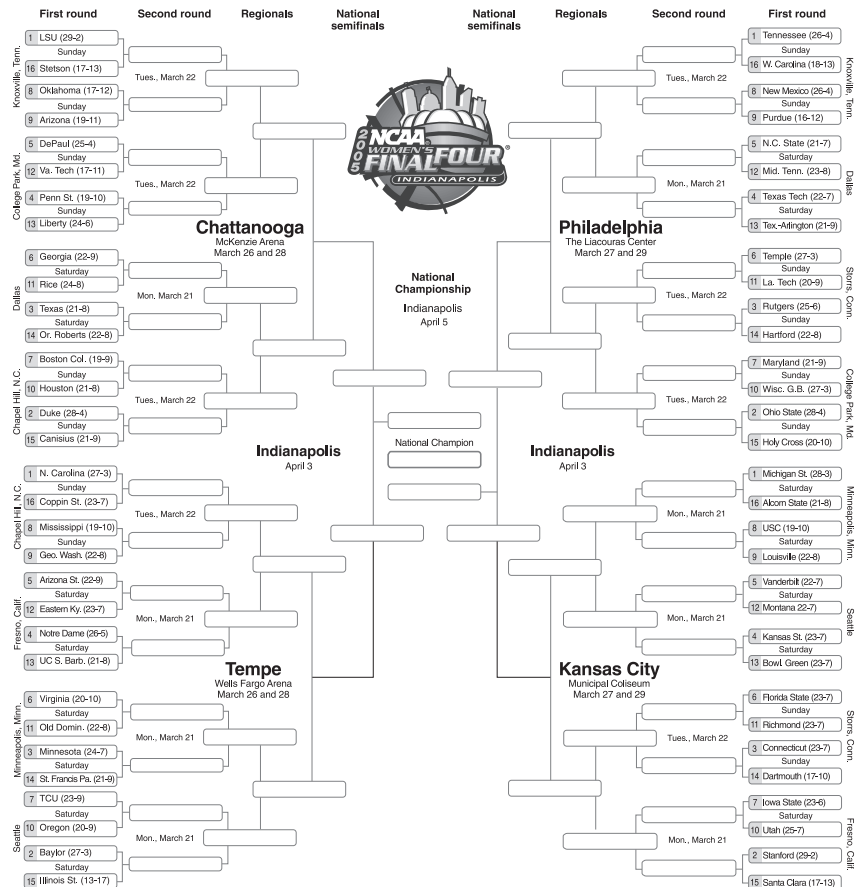 First round
Second round
Regionals
National
semifinals
National
semifinals
Regionals
Second round
First round
1 LSU (29-2)
Sunday
16 Stetson (17-13)
8 Oklahoma (17-12)
Sunday
9 Arizona (19-11)
Knoxville, Tenn.
Tues., March 22
5 DePaul (25-4)
Sunday
12 Va. Tech (17-11)
4 Penn St. (19-10)
Sunday
13 Liberty (24-6)
College Park, Md.
Tues., March 22
Chattanooga
McKenzie Arena
March 26 and 28
6 Georgia (22-9)
Saturday
11 Rice (24-8)
3 Texas (21-8)
Saturday
14 Or. Roberts (22-8)
Dallas
Mon. March 21
7 Boston Col. (19-9)
Sunday
10 Houston (21-8)
2 Duke (28-4)
Sunday
15 Canisius (21-9)
Chapel Hill, N.C.
Tues., March 22
Indianapolis
April 3
1 N. Carolina (27-3)
Sunday
16 Coppin St. (23-7)
8 Mississippi (19-10)
Sunday
9 Geo. Wash. (22-8)
Chapel Hill, N.C.
Tues., March 22
5 Arizona St. (22-9)
Saturday
12 Eastern Ky. (23-7)
4 Notre Dame (26-5)
Saturday
13 UC S. Barb. (21-8)
Fresno, Calif.
Mon., March 21
Tempe
Wells Fargo Arena
March 26 and 28
6 Virginia (20-10)
Saturday
11 Old Domin. (22-8)
3 Minnesota (24-7)
Saturday
14 St. Francis Pa. (21-9)
Minneapolis, Minn.
Mon., March 21
7 TCU (23-9)
Saturday
10 Oregon (20-9)
2 Baylor (27-3)
Saturday
15 Illinois St. (13-17)
Seattle
Mon., March 21
2005
NCAA®
WOMEN'S
FINAL FOUR
INDIANAPOLIS
National
Championship
Indianapolis
April 5
National Champion
1 Tennessee (26-4)
Sunday
16 W. Carolina (18-13)
8 New Mexico (26-4)
Sunday
9 Purdue (16-12)
Knoxville, Tenn.
Tues., March 22
5 N.C. State (21-7)
Saturday
12 Mid. Tenn. (23-8)
4 Texas Tech (22-7)
Saturday
13 Tex.-Arlington (21-9)
Dallas
Mon., March 21
Philadelphia
The Liacouras Center
March 27 and 29
6 Temple (27-3)
Sunday
11 La. Tech (20-9)
3 Rutgers (25-6)
Sunday
14 Hartford (22-8)
Storrs, Conn.
Tues., March 22
7 Maryland (21-9)
Sunday
10 Wisc. G.B. (27-3)
2 Ohio State (28-4)
Sunday
15 Holy Cross (20-10)
College Park, Md.
Tues., March 22
Indianapolis
April 3
1 Michigan St. (28-3)
Saturday
16 Alcorn State (21-8)
8 USC (19-10)
Saturday
9 Louisville (22-8)
Minneapolis, Minn.
Mon., March 21
5 Vanderbilt (22-7)
Saturday
12 Montana 22-7)
4 Kansas St. (23-7)
Saturday
13 Bowl. Green (23-7)
Seattle
Mon., March 21
Kansas City
Municipal Coliseum
March 27 and 29
6 Florida State (23-7)
Sunday
11 Richmond (23-7)
3 Connecticut (23-7)
Sunday
14 Dartmouth (17-10)
Storrs, Conn.
Tues., March 22
7 Iowa State (23-6)
Saturday
10 Utah (25-7)
2 Stanford (29-2)
Saturday
15 Santa Clara (17-13)
Fresno, Calif.
Mon., March 21